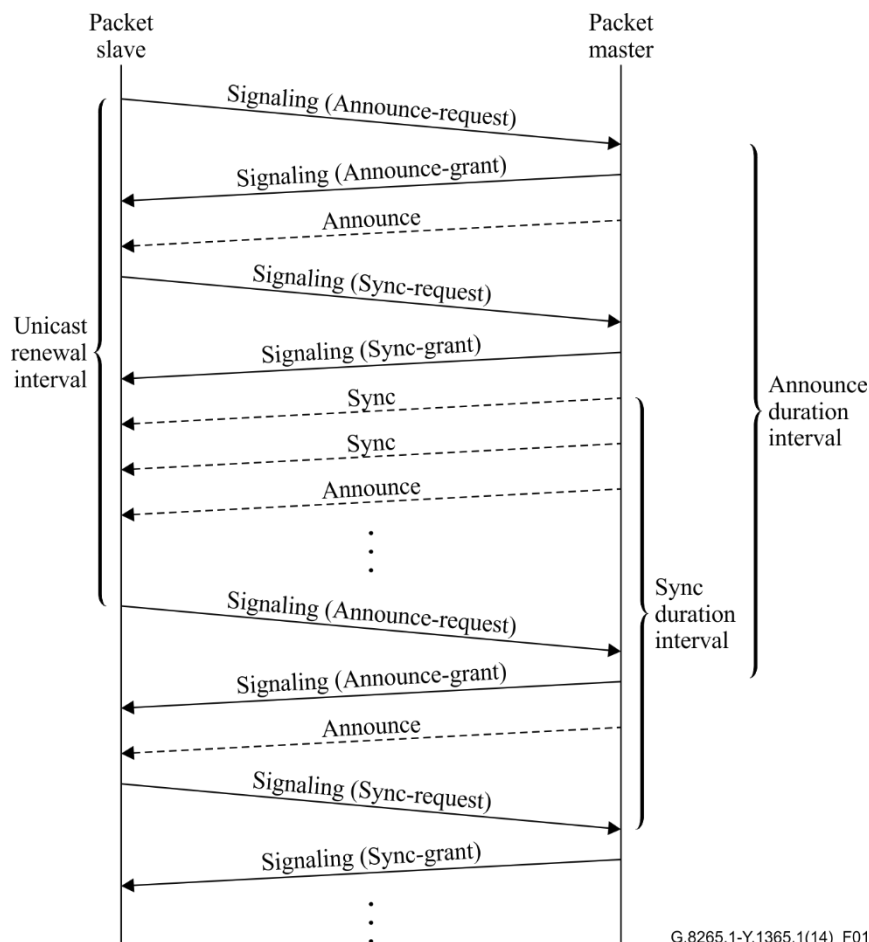 Packet
slave
Packet
master
Signaling (Announce-request)
Signaling (Announce-grant)
Announce
Signaling (Sync-request)
Unicast
renewal
interval
Signaling (Sync-grant)
Sync
Announce
duration
interval
Sync
Announce
Signaling (Announce-request)
Sync
duration
interval
Signaling (Announce-grant)
Announce
Signaling (Sync-request)
Signaling (Sync-grant)
G.8265.1-Y.1365.1(14)_F01